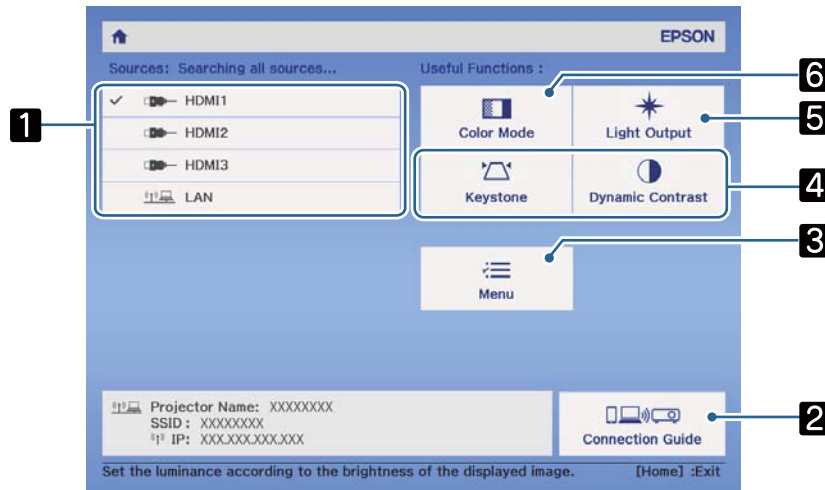 EPSON
Sources: Searching all sources...
Useful Functions :
HDMI1
HDMI2
HDMI3
LAN
Color Mode
Light Output
Keystone
Dynamic Contrast
Menu
Projector Name: XXXXXXXX
SSID : XXXXXXXX
IP: XXX.XXX.XXX.XXX
Connection Guide
Set the luminance according to the brightness of the displayed image.
[Home] :Exit
1
6
5
4
3
2